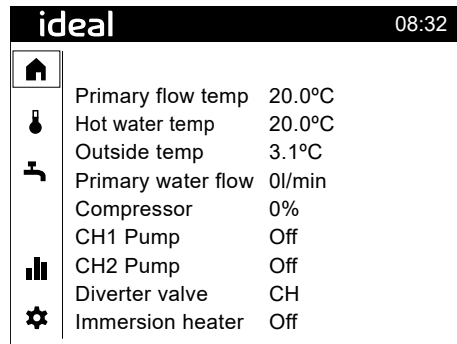 ideal 08:32
Primary flow temp 20.0ºC
Hot water temp 20.0ºC
Outside temp 3.1ºC
Primary water flow 0l/min
Compressor 0%
CH1 Pump Off
CH2 Pump Off
Diverter valve CH
Immersion heater Off